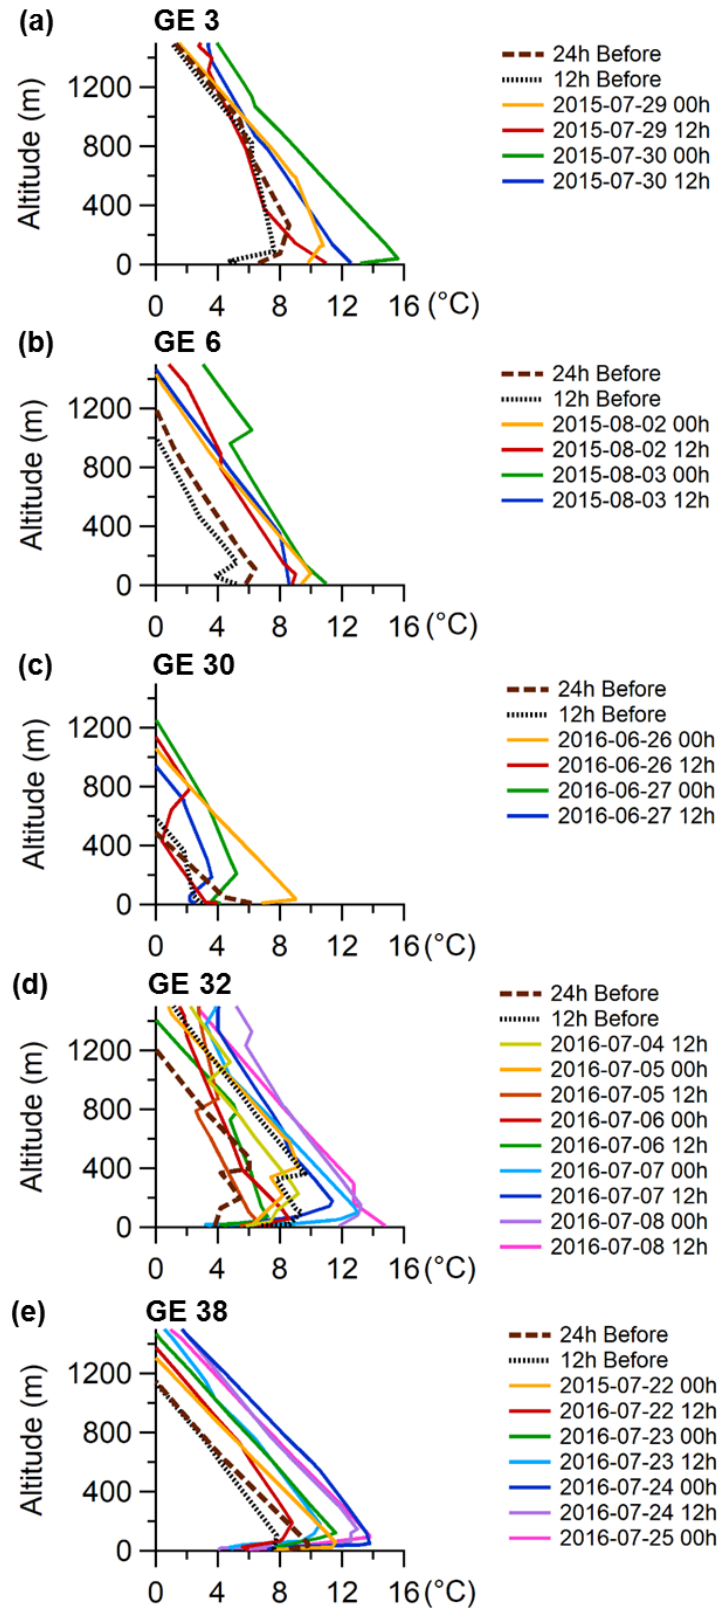 (a) GE 3
Altitude (m)
1200
800
400
0
0 4 8 12 16 (°C)
24h Before
12h Before
2015-07-29 00h
2015-07-29 12h
2015-07-30 00h
2015-07-30 12h
(b) GE 6
Altitude (m)
1200
800
400
0
0 4 8 12 16 (°C)
24h Before
12h Before
2015-08-02 00h
2015-08-02 12h
2015-08-03 00h
2015-08-03 12h
(c) GE 30
Altitude (m)
1200
800
400
0
0 4 8 12 16 (°C)
24h Before
12h Before
2016-06-26 00h
2016-06-26 12h
2016-06-27 00h
2016-06-27 12h
(d) GE 32
Altitude (m)
1200
800
400
0
0 4 8 12 16 (°C)
24h Before
12h Before
2016-07-04 12h
2016-07-05 00h
2016-07-05 12h
2016-07-06 00h
2016-07-06 12h
2016-07-07 00h
2016-07-07 12h
2016-07-08 00h
2016-07-08 12h
(e) GE 38
Altitude (m)
1200
800
400
0
0 4 8 12 16 (°C)
24h Before
12h Before
2015-07-22 00h
2016-07-22 12h
2016-07-23 00h
2016-07-23 12h
2016-07-24 00h
2016-07-24 12h
2016-07-25 00h